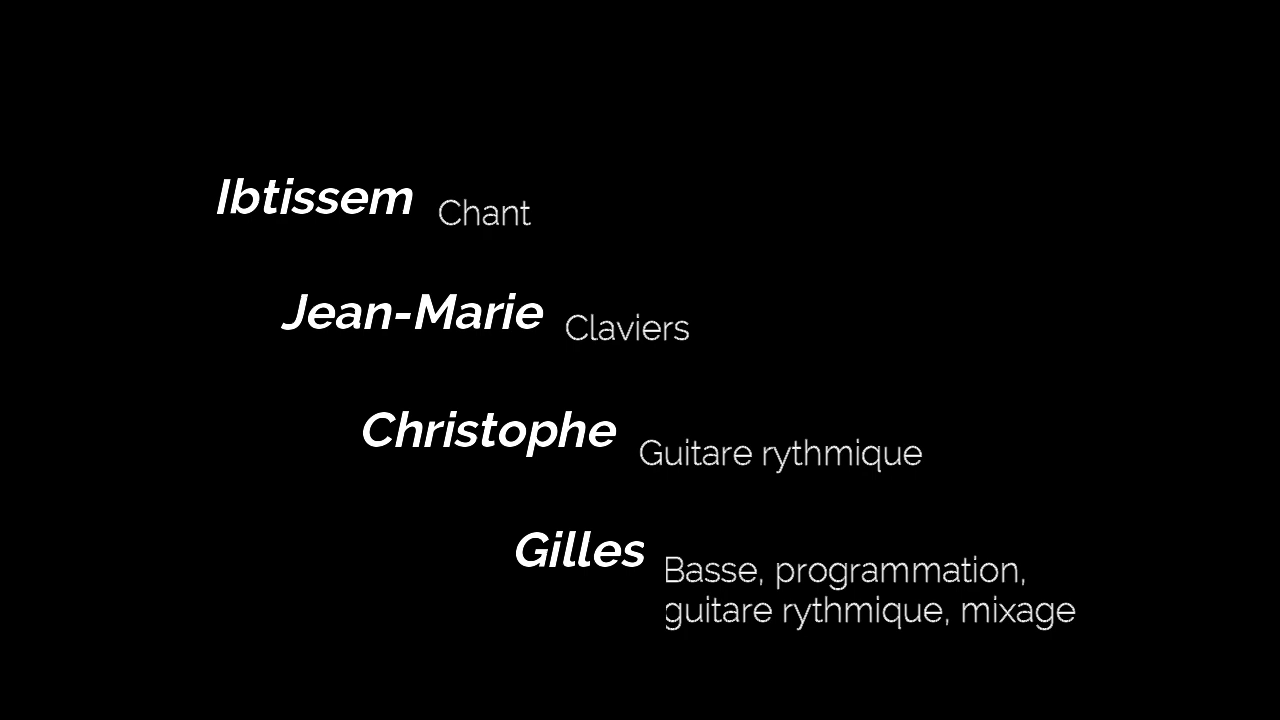 Ibtissem Chant
Jean-Marie Claviers
Christophe Guitare rythmique
Gilles Basse, programmation,
guitare rythmique, mixage